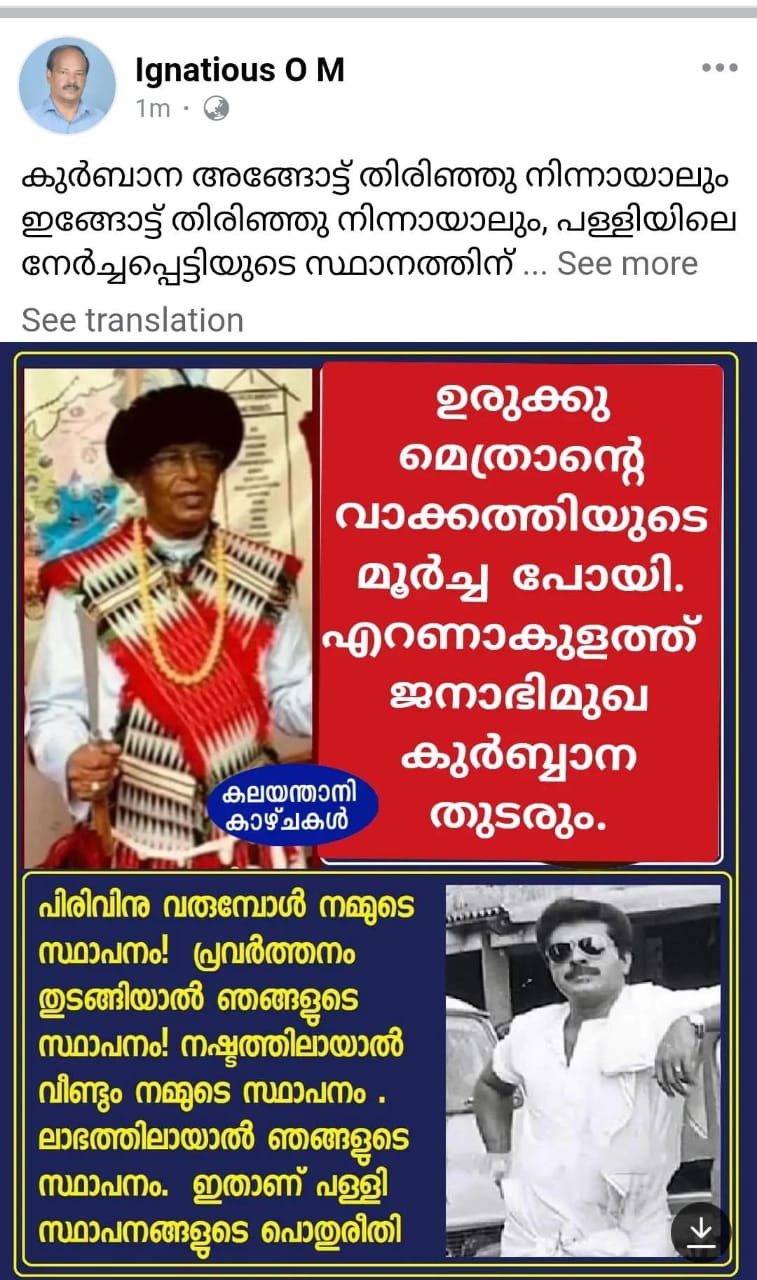 Ignatious O M
1m
കുർബാന അങ്ങോട്ട് തിരിഞ്ഞു നിന്നായാലും
ഇങ്ങോട്ട് തിരിഞ്ഞു നിന്നായാലും, പള്ളിയിലെ
നേർച്ചപ്പെട്ടിയുടെ സ്ഥാനത്തിന് ... See more
See translation
ഉരുക്കു
മെത്രാന്റെ
വാക്കത്തിയുടെ
മൂർച്ച പോയി.
എറണാകുളത്ത്
ജനാഭിമുഖ
കുർബ്ബാന
തുടരും.
കലയന്താനി
കാഴ്ചകൾ
പിരിവിനു വരുമ്പോൾ നമ്മുടെ
സ്ഥാപനം! പ്രവർത്തനം
തുടങ്ങിയാൽ ഞങ്ങളുടെ
സ്ഥാപനം! നഷ്ടത്തിലായാൽ
വീണ്ടും നമ്മുടെ സ്ഥാപനം .
ലാഭത്തിലായാൽ ഞങ്ങളുടെ
സ്ഥാപനം. ഇതാണ് പള്ളി
സ്ഥാപനങ്ങളുടെ പൊതുരീതി